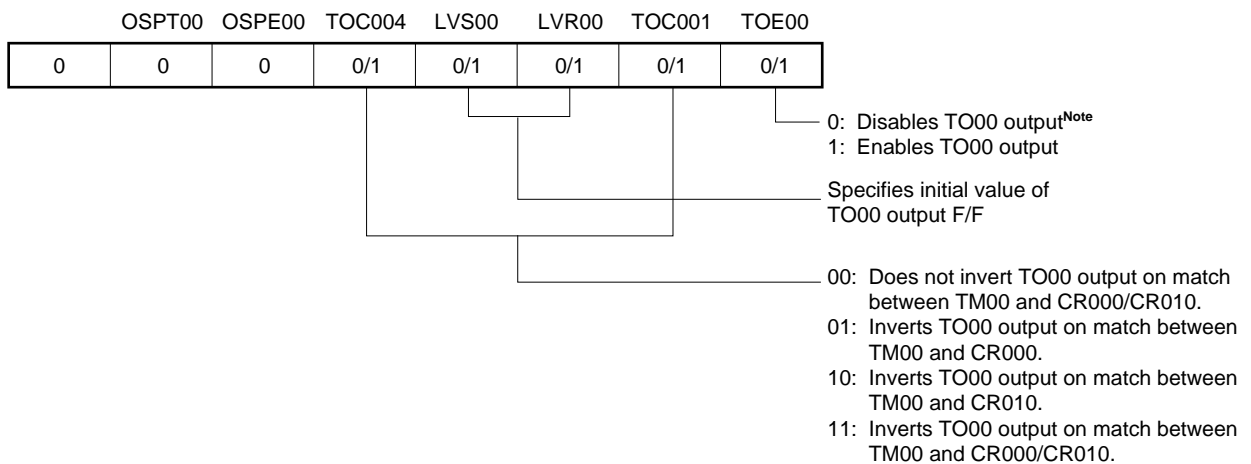 OSPT00 OSPE00 TOC004 LVS00 LVR00 TOC001 TOE00
0 0 0 0/1 0/1 0/1 0/1 0/1
0: Disables TO00 output Note
1: Enables TO00 output
Specifies initial value of
TO00 output F/F
00: Does not invert TO00 output on match
between TM00 and CR000/CR010.
01: Inverts TO00 output on match between
TM00 and CR000.
10: Inverts TO00 output on match between
TM00 and CR010.
11: Inverts TO00 output on match between
TM00 and CR000/CR010.